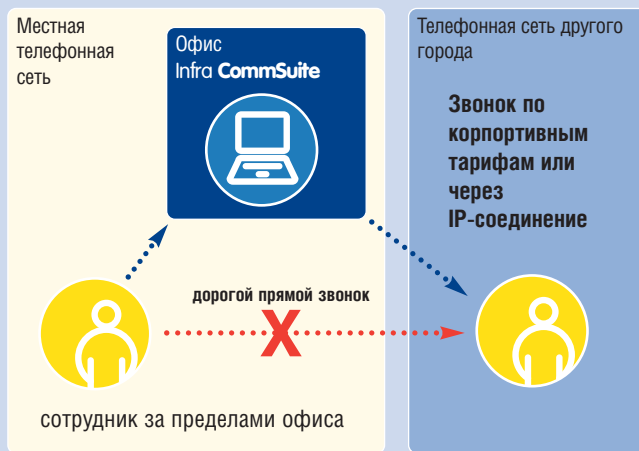 Местная
телефонная
сеть
Офис
Infra CommSuite
Телефонная сеть другого
города
Звонок по
корпортивным
тарифам или
через
IP-соединение
дорогой прямой звонок
X
сотрудник за пределами офиса